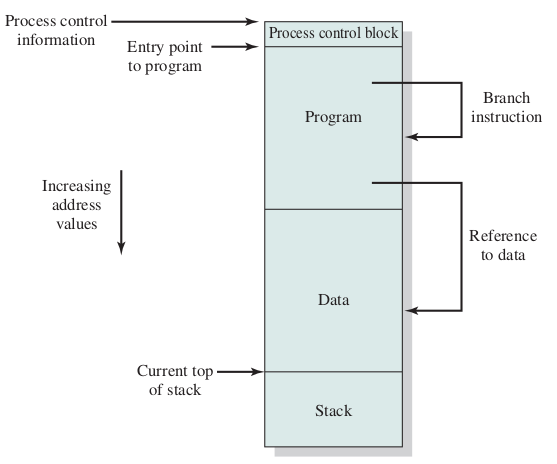 Process control
information
Process control block
Entry point
to program
Program
Branch
instruction
Increasing
address
values
Reference
to data
Data
Current top
of stack
Stack